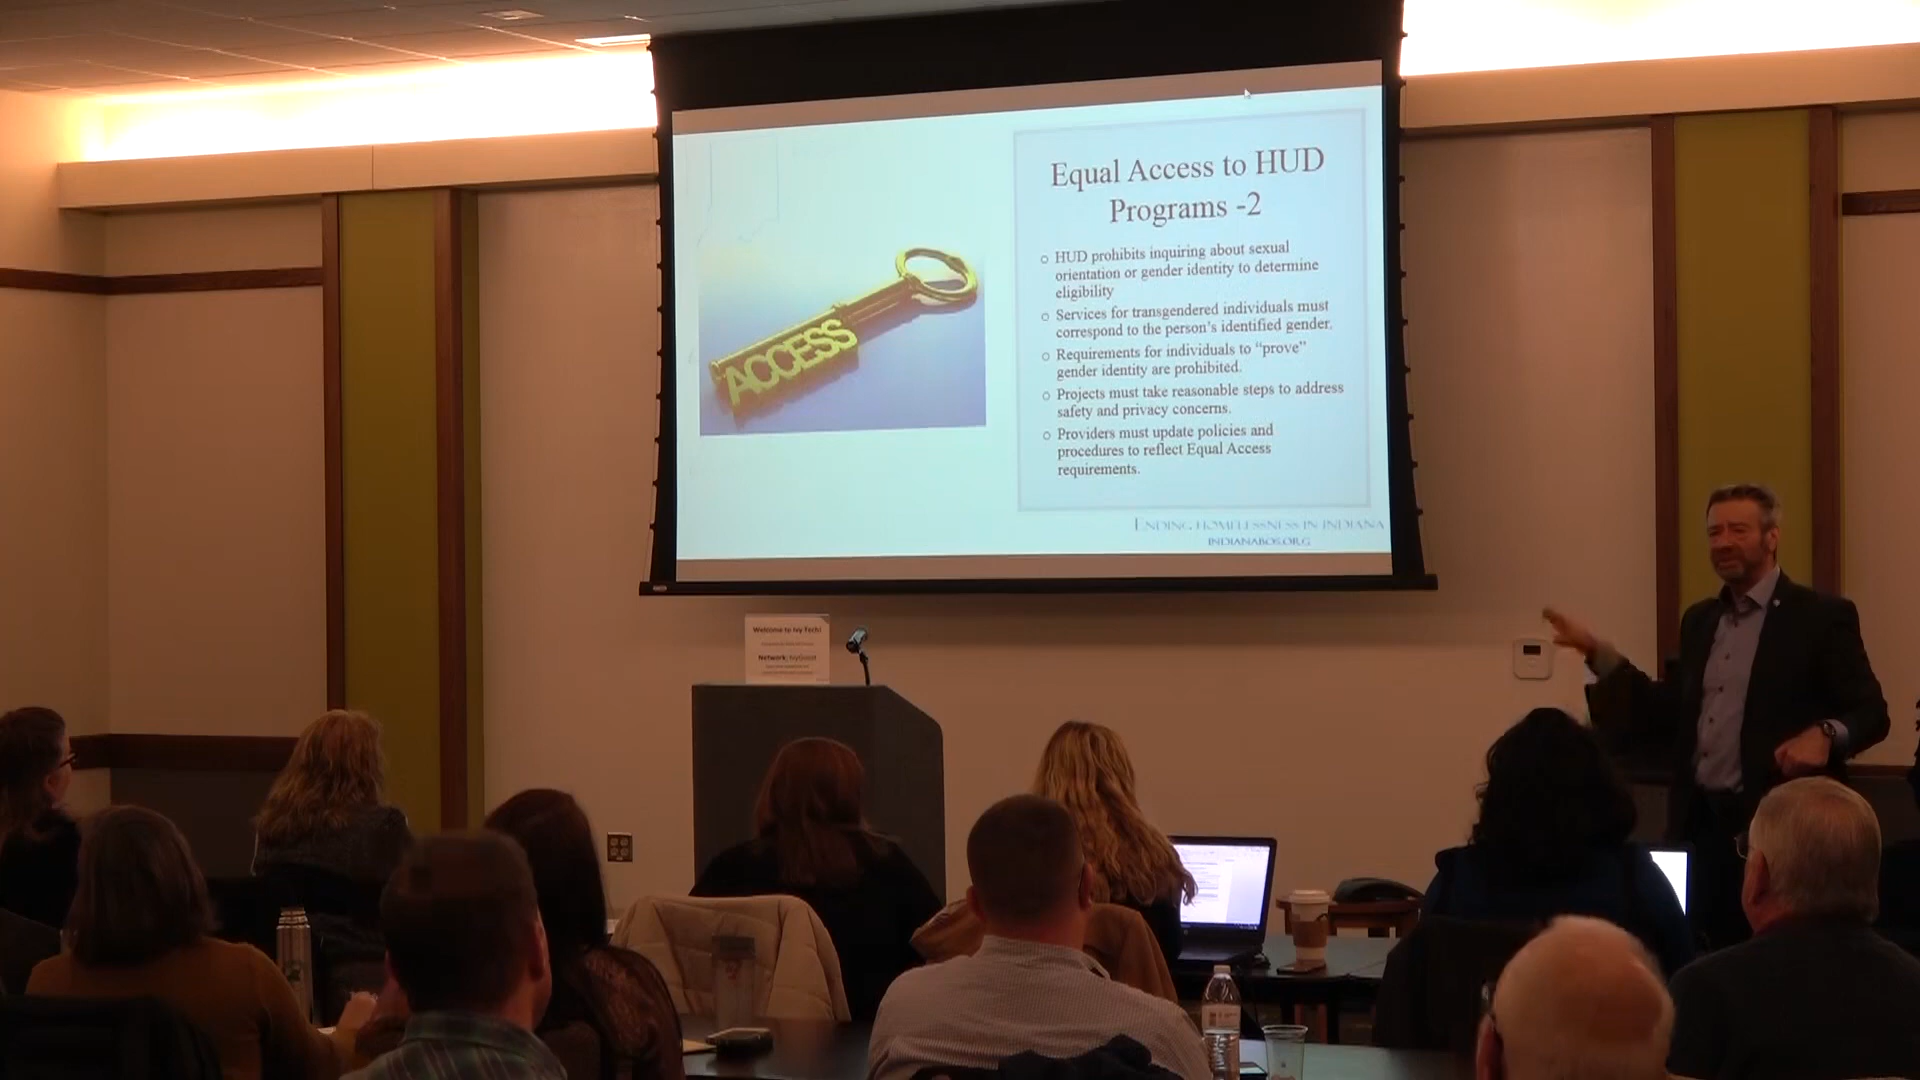 Equal Access to HUD
Programs -2
HUD prohibits inquiring about sexual
orientation or gender identity to determine
eligibility
Services for transgendered individuals must
correspond to the person's identified gender.
Requirements for individuals to “prove”
gender identity are prohibited.
Projects must take reasonable steps to address
safety and privacy concerns.
Providers must update policies and
procedures to reflect Equal Access
requirements.
ACCESS
ENDING HOMELESSNESS IN INDIANA
INDIANABOS.ORG
Welcome to Ivy Tech!
Network: IvyGuest